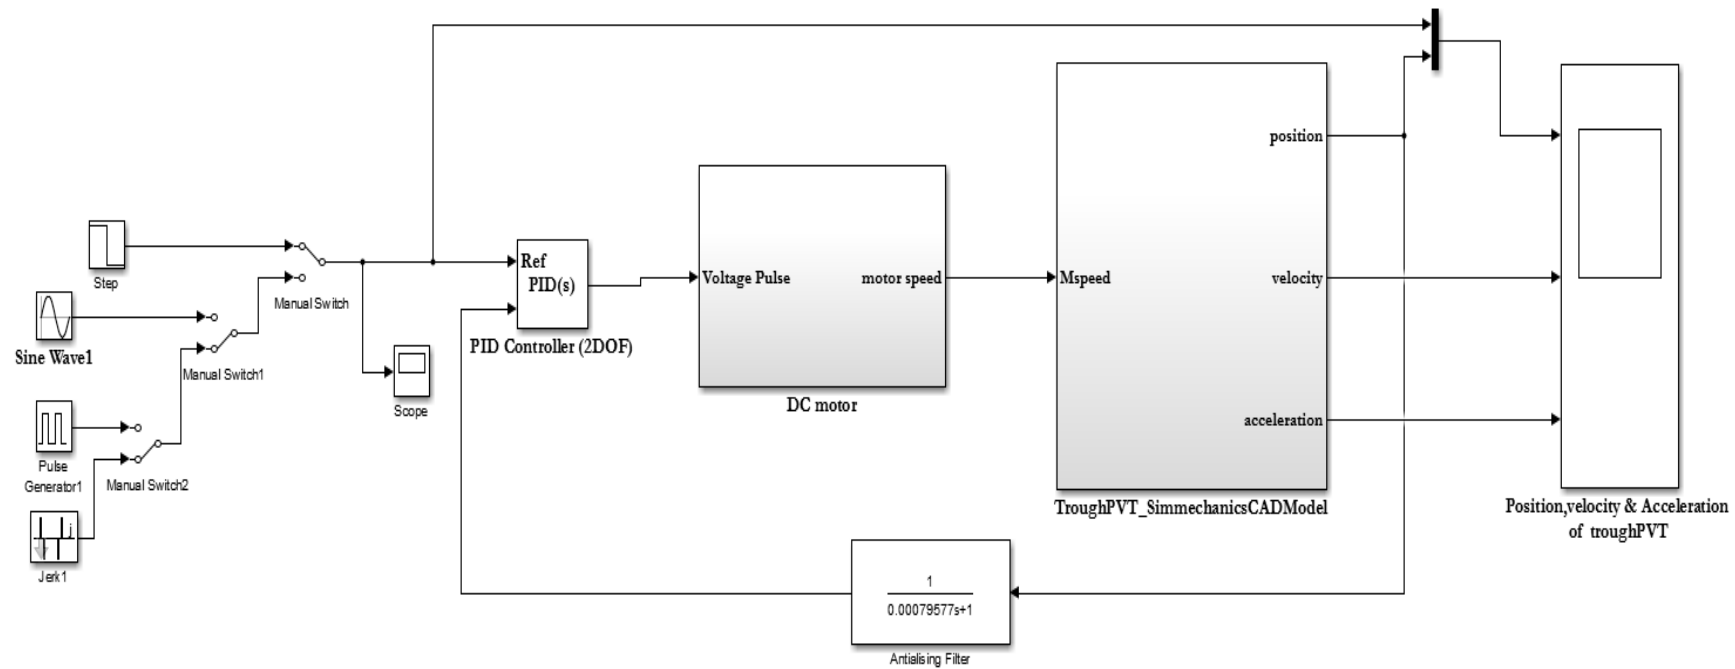 position
Step
Ref
PID(s)
Voltage Pulse
motor speed
Mspeed
velocity
Manual Switch
Sine Wave1
PID Controller (2DOF)
Manual Switch1
DC motor
Scope
acceleration
Pulse
Generator1
Manual Switch2
TroughPVT_SimmechanicsCADModel
Position,velocity & Acceleration
of troughPVT
j
Jerk1
1
0.00079577s+1
Antialising Filter